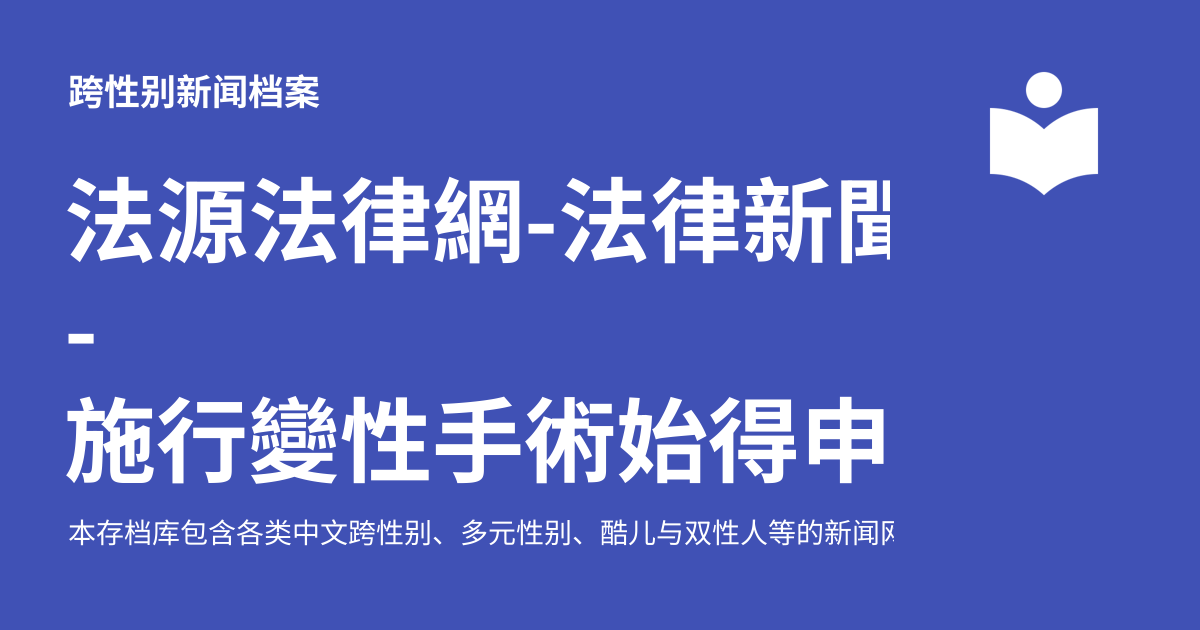 跨性别新闻档案
法源法律網-法律新聞
-
施行變性手術始得申
本存档库包含各类中文跨性别、多元性别、酷儿与双性人等的新闻网